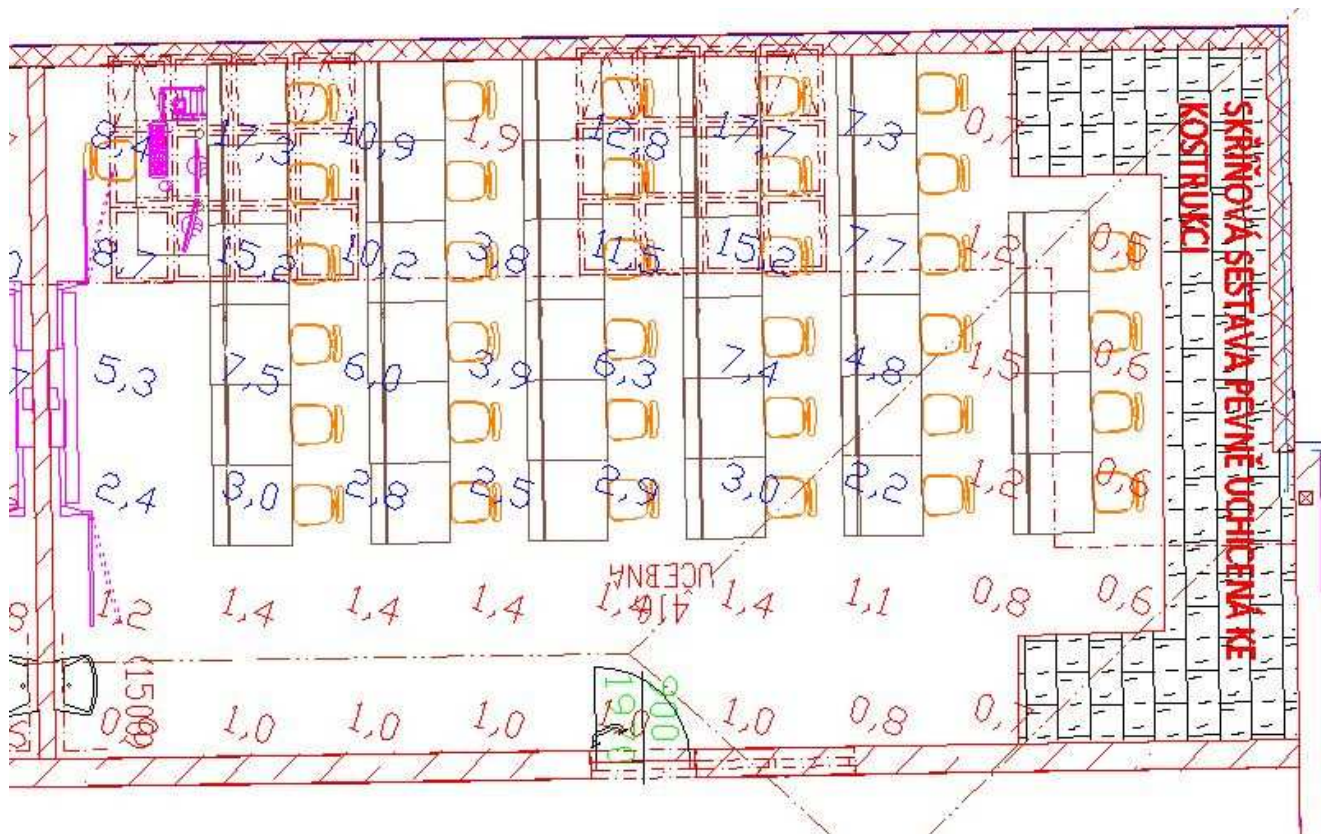 8,4 17,3 10,9 1,9 12,8 17,7 7,3 0,7
8,7 15,2 10,2 3,8 11,5 15,2 7,7 1,2 0,5
5,3 7,5 6,0 3,9 6,3 7,4 4,8 1,5 0,6
2,4 3,0 2,8 2,5 2,9 3,0 2,2 1,2 0,6
UČEBNA
416
1,2 1,4 1,4 1,4 1,4 1,4 1,1 0,8 0,6
(1500)
1,0 1,0 1,0 1,0 0,8 0,7
800
1970
SKŘÍŇOVÁ SESTAVA PEVNĚ UCHICENÁ KE
KOSTRUKCI